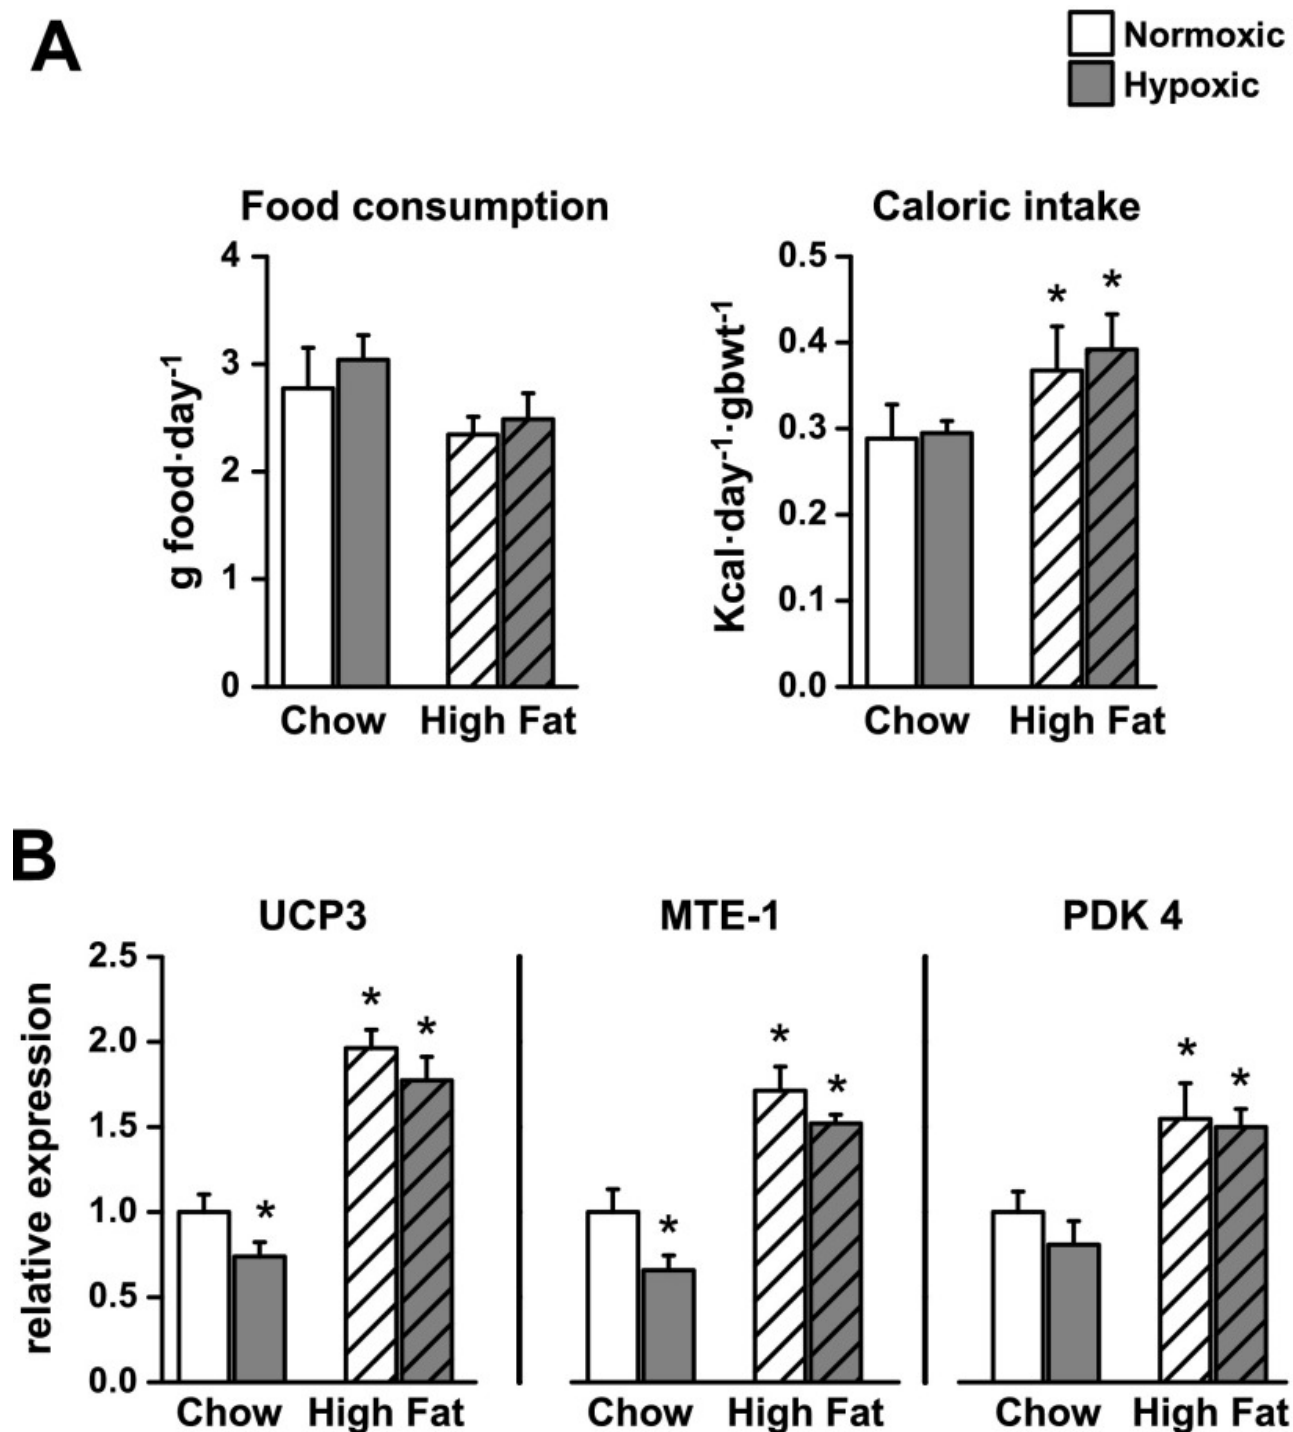 A
Normoxic
Hypoxic
Food consumption
4
3
2
1
0
g food·day⁻¹
Chow High Fat
Caloric intake
0.5
0.4
0.3
0.2
0.1
0.0
Kcal·day⁻¹·gbwt⁻¹
* *
Chow High Fat
B
UCP3
MTE-1
PDK 4
relative expression
2.5
2.0
1.5
1.0
0.5
0.0
* * *
* * *
* * *
Chow High Fat
Chow High Fat
Chow High Fat